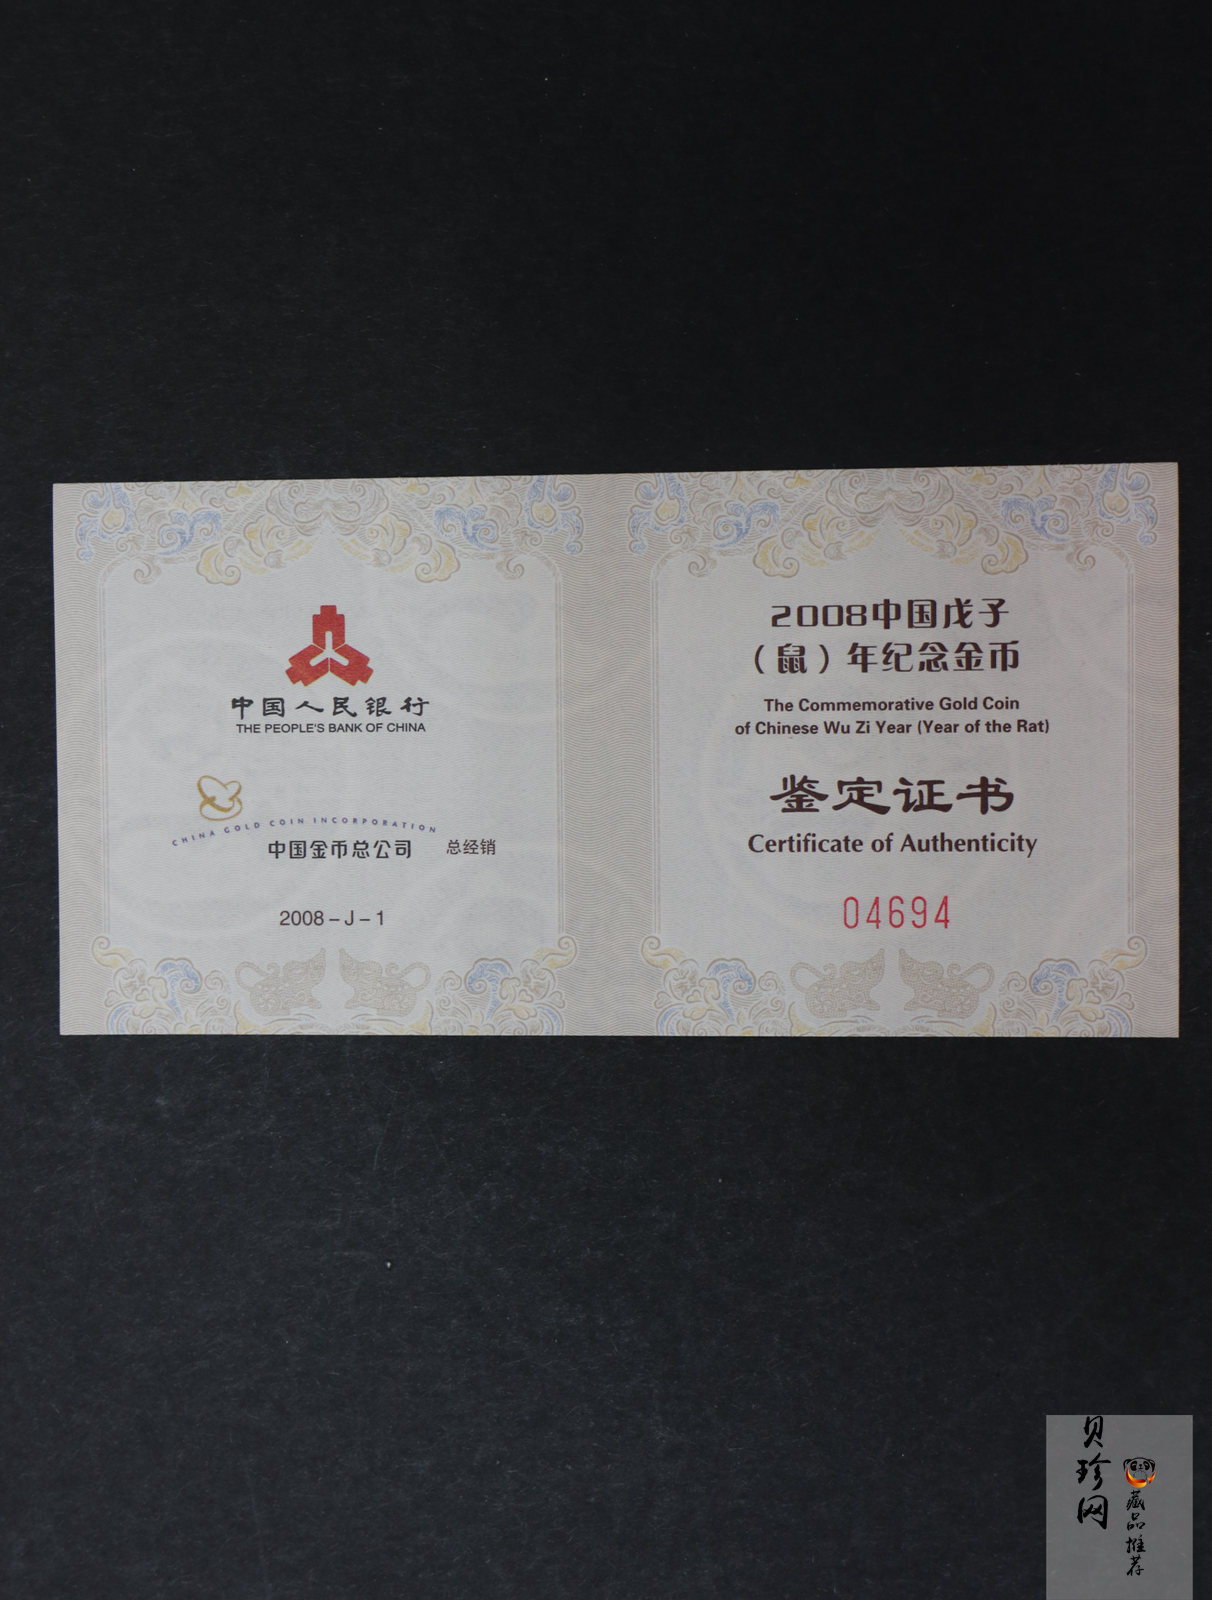 中国人民银行
THE PEOPLE'S BANK OF CHINA
CHINA GOLD COIN INCORPORATION
中国金币总公司 总经销
2008－J－1
2008中国戊子
（鼠）年纪念金币
The Commemorative Gold Coin
of Chinese Wu Zi Year (Year of the Rat)
鉴定证书
Certificate of Authenticity
04694
贝珍网
藏品推荐